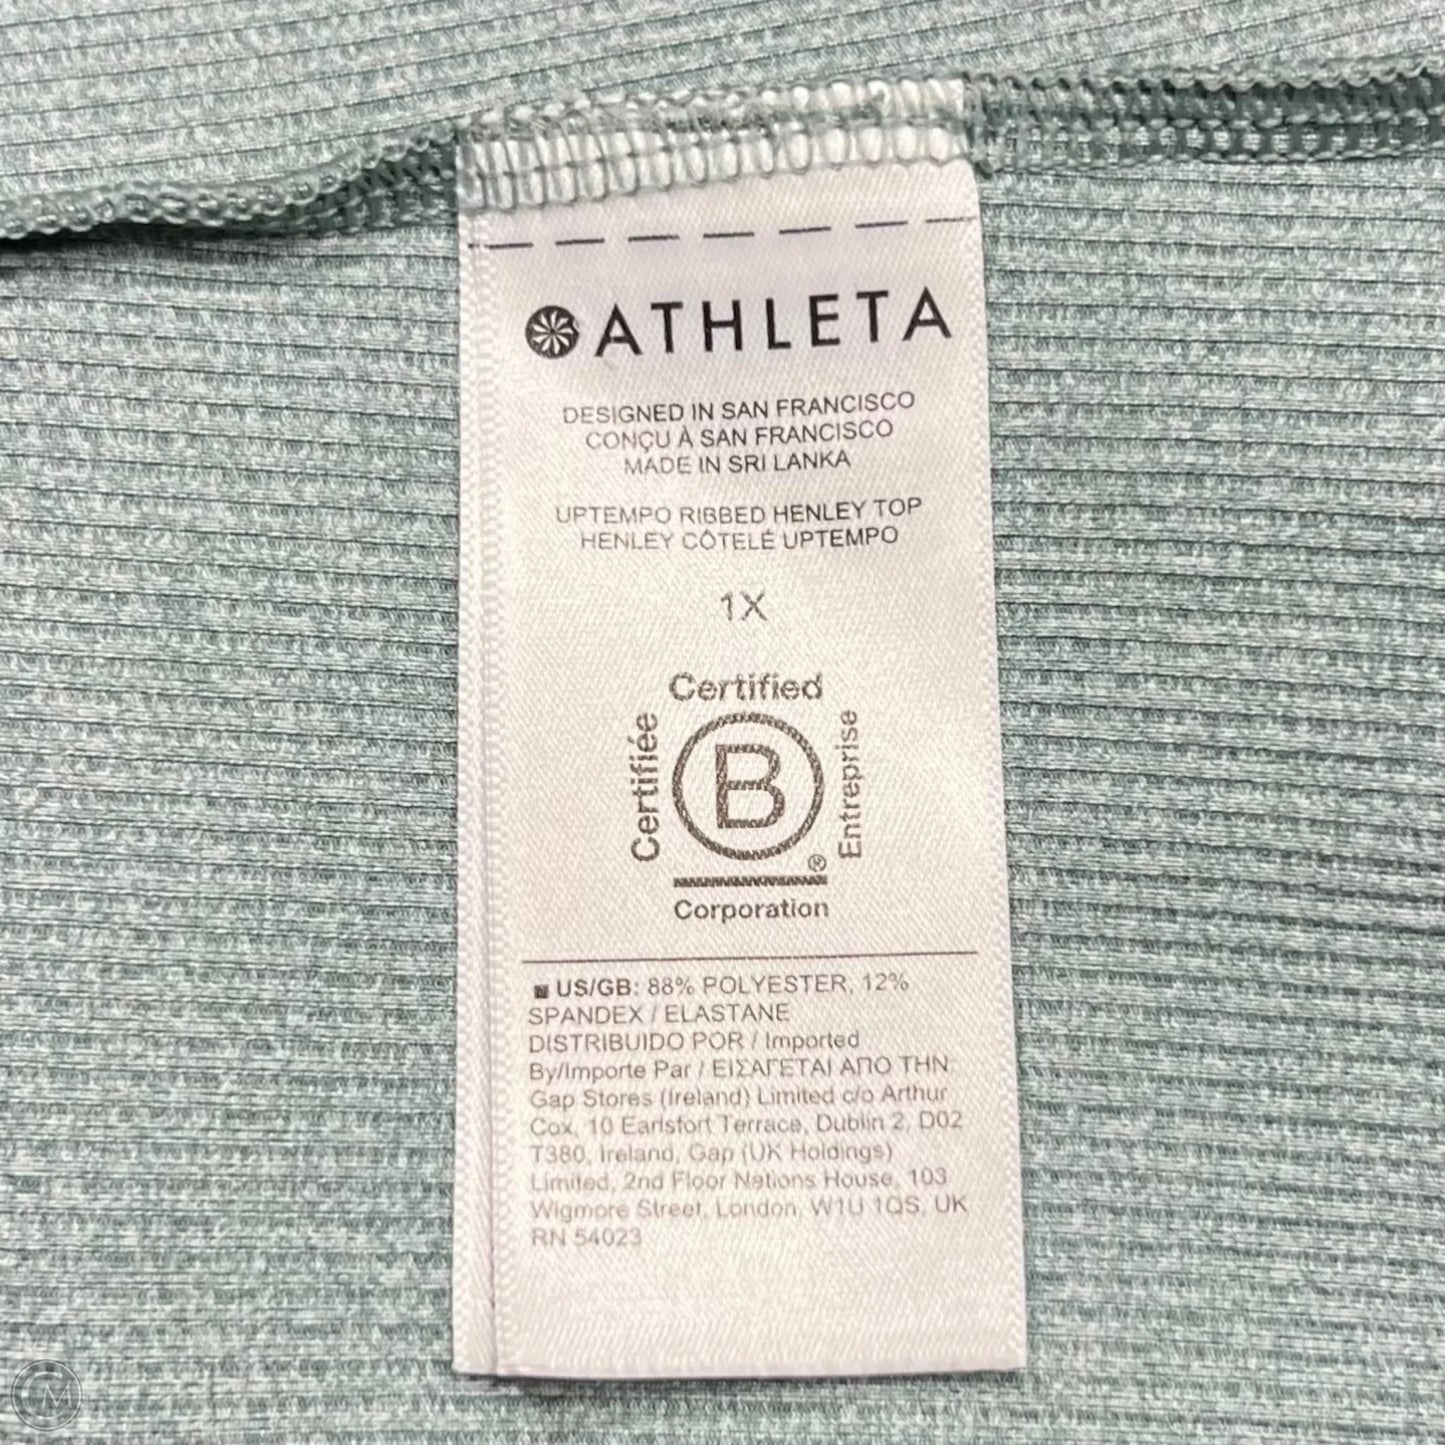 ATHLETA
DESIGNED IN SAN FRANCISCO
CONÇU À SAN FRANCISCO
MADE IN SRI LANKA
UPTEMPO RIBBED HENLEY TOP
HENLEY CÔTELÉ UPTEMPO
1X
Certified
Certifiée
B
Entreprise
®
Corporation
US/GB: 88% POLYESTER, 12%
SPANDEX / ELASTANE
DISTRIBUIDO POR / Imported
By/Importe Par / ΕΙΣΑΓΕΤΑΙ ΑΠΟ ΤΗΝ:
Gap Stores (Ireland) Limited c/o Arthur
Cox, 10 Earlsfort Terrace, Dublin 2, D02
T380, Ireland, Gap (UK Holdings)
Limited, 2nd Floor Nations House, 103
Wigmore Street, London, W1U 1QS, UK
RN 54023
CM